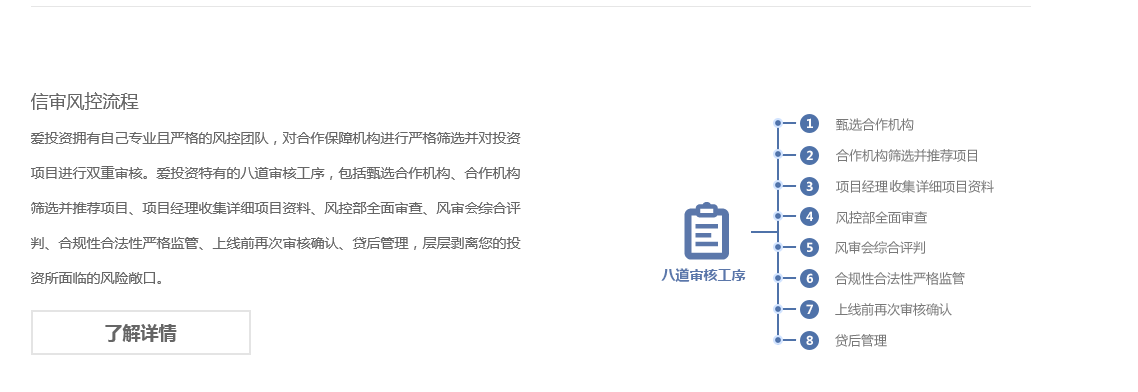 信审风控流程
爱投资拥有自己专业且严格的风控团队，对合作保障机构进行严格筛选并对投资
项目进行双重审核。爱投资特有的八道审核工序，包括甄选合作机构、合作机构
筛选并推荐项目、项目经理收集详细项目资料、风控部全面审查、风审会综合评
判、合规性合法性严格监管、上线前再次审核确认、贷后管理，层层剥离您的投
资所面临的风险敞口。
了解详情
八道审核工序
1 甄选合作机构
2 合作机构筛选并推荐项目
3 项目经理收集详细项目资料
4 风控部全面审查
5 风审会综合评判
6 合规性合法性严格监管
7 上线前再次审核确认
8 贷后管理